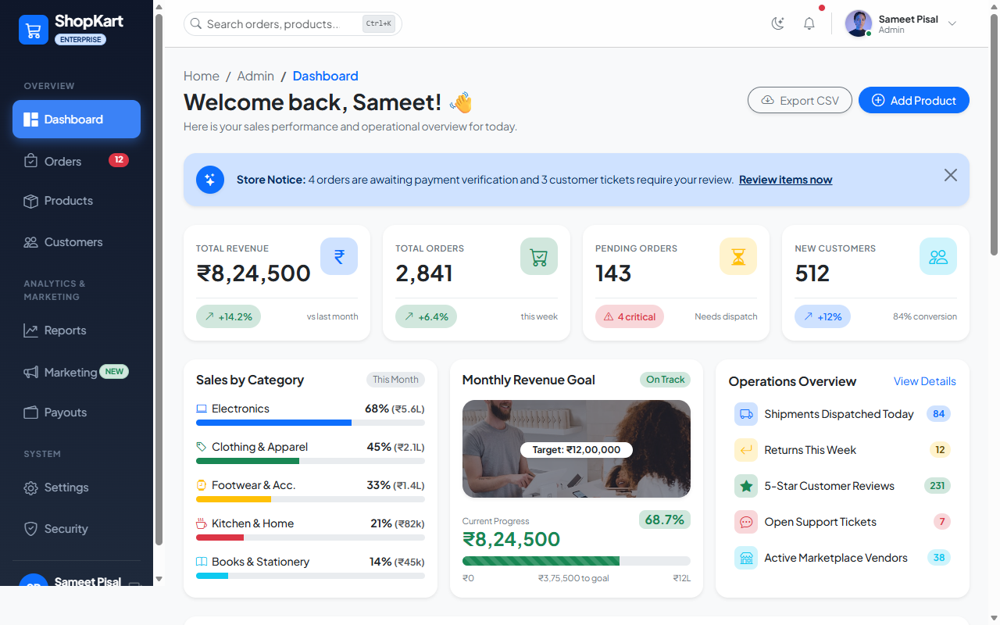 ShopKart
ENTERPRISE
OVERVIEW
Dashboard
Orders 12
Products
Customers
ANALYTICS &
MARKETING
Reports
Marketing NEW
Payouts
SYSTEM
Settings
Security
Sameet Pisal
Search orders, products... Ctrl+K
Sameet Pisal
Admin
Home / Admin / Dashboard
Welcome back, Sameet! 👋
Here is your sales performance and operational overview for today.
Export CSV
Add Product
Store Notice: 4 orders are awaiting payment verification and 3 customer tickets require your review. Review items now
TOTAL REVENUE
₹8,24,500
₹
+14.2% vs last month
TOTAL ORDERS
2,841
+6.4% this week
PENDING ORDERS
143
4 critical Needs dispatch
NEW CUSTOMERS
512
+12% 84% conversion
Sales by Category This Month
Electronics 68% (₹5.6L)
Clothing & Apparel 45% (₹2.1L)
Footwear & Acc. 33% (₹1.4L)
Kitchen & Home 21% (₹82k)
Books & Stationery 14% (₹45k)
Monthly Revenue Goal On Track
Target: ₹12,00,000
Current Progress 68.7%
₹8,24,500
₹0 ₹3,75,500 to goal ₹12L
Operations Overview View Details
Shipments Dispatched Today 84
Returns This Week 12
5-Star Customer Reviews 231
Open Support Tickets 7
Active Marketplace Vendors 38